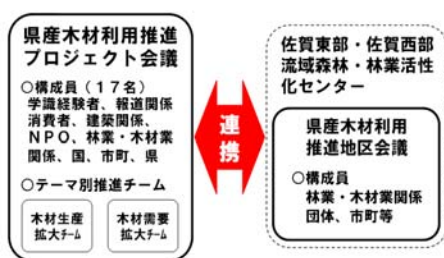 県産木材利用推進
プロジェクト会議
○構成員（１７名）
学識経験者、報道関係
消費者、建築関係、
ＮＰＯ、林業・木材業
関係、国、市町、県
○テーマ別推進チーム
木材生産
拡大チーム
木材需要
拡大チーム
連携
佐賀東部・佐賀西部
流域森林・林業活性
化センター
県産木材利用
推進地区会議
○構成員
林業・木材業関係
団体、市町等